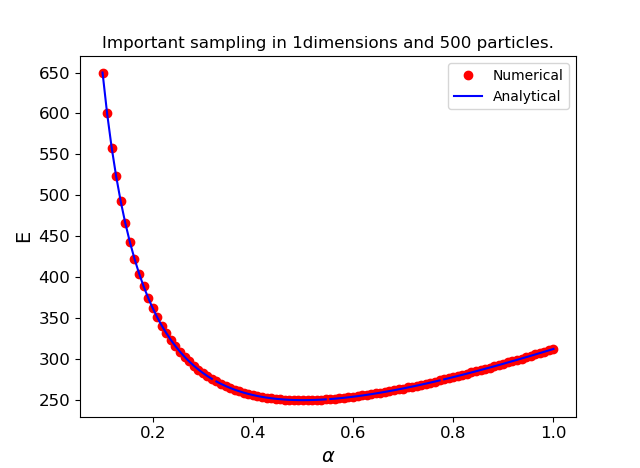 Important sampling in 1dimensions and 500 particles.
Numerical
Analytical
650
600
550
500
450
400
350
300
250
E
0.2 0.4 0.6 0.8 1.0
α